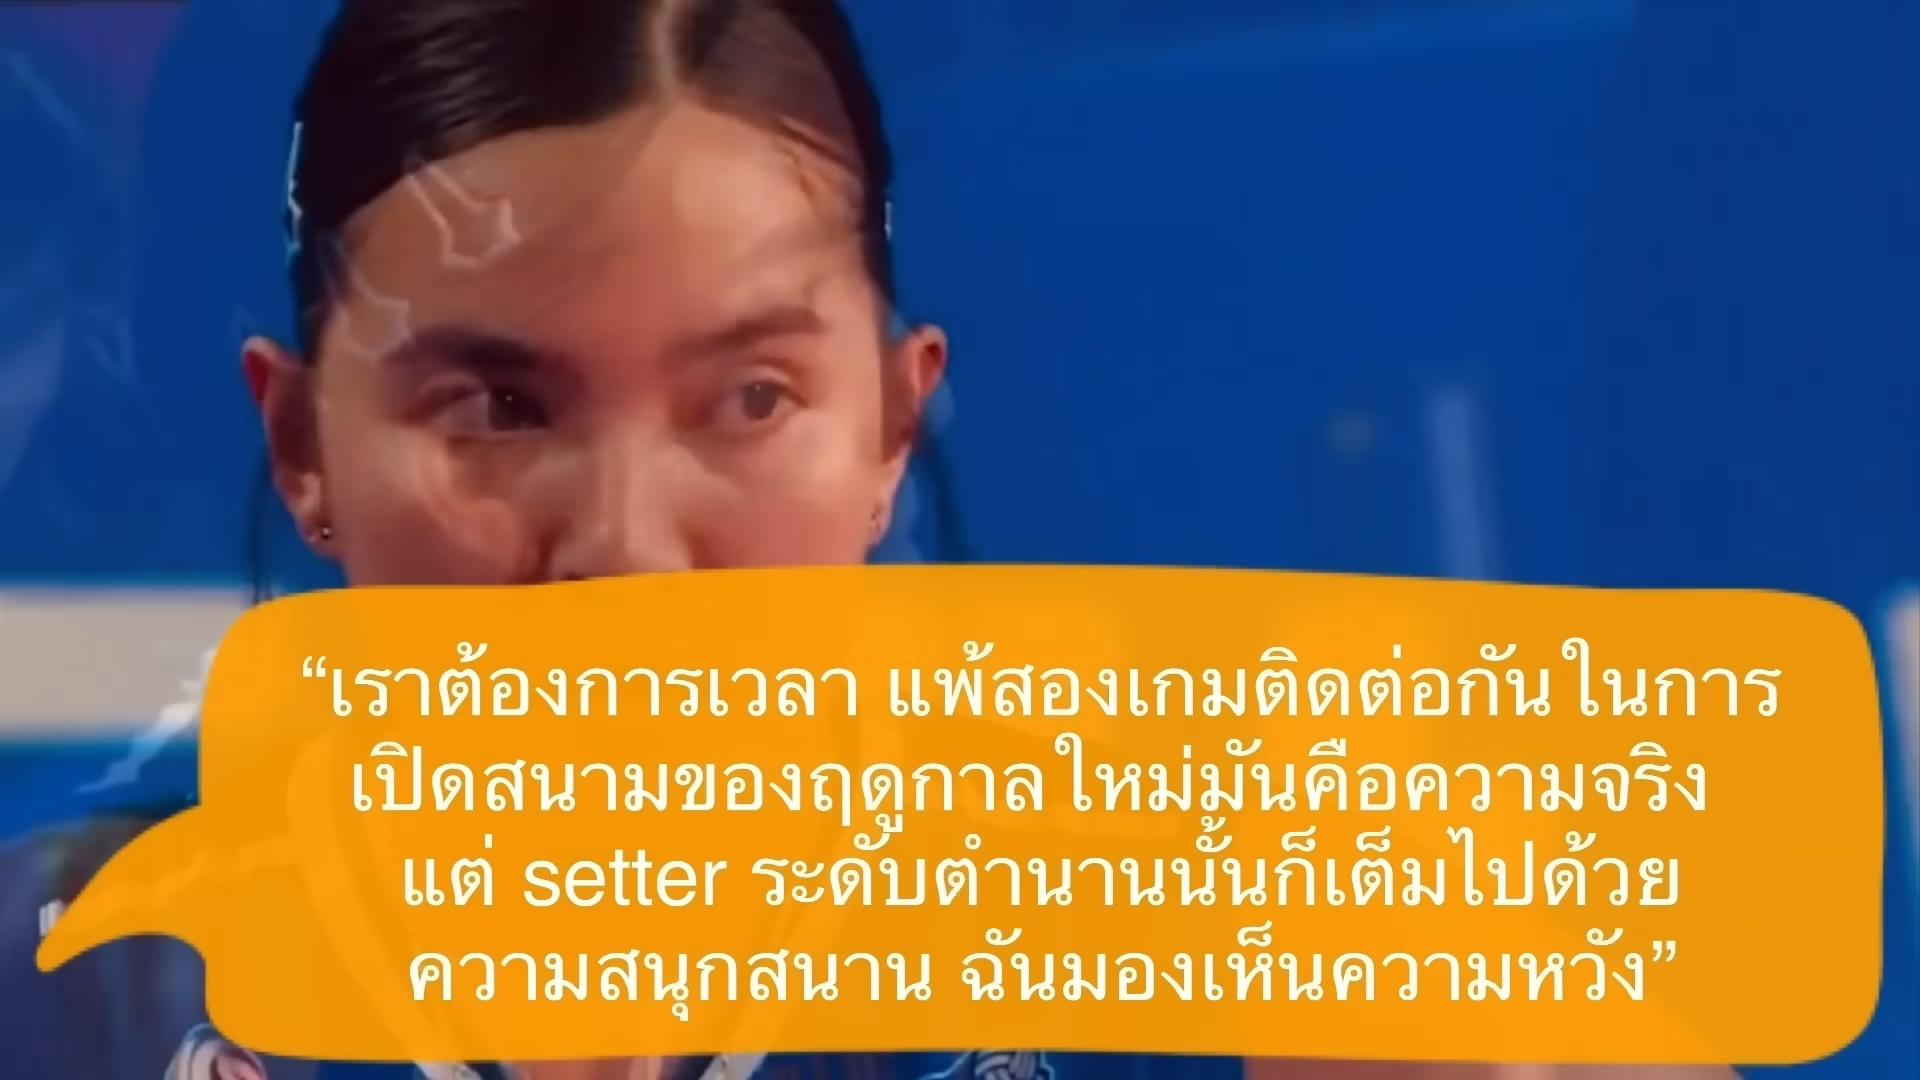 “เราต้องการเวลา แพ้สองเกมติดต่อกันในการ
เปิดสนามของฤดูกาลใหม่มันคือความจริง
แต่ setter ระดับตำนานนั้นก็เต็มไปด้วย
ความสนุกสนาน ฉันมองเห็นความหวัง”